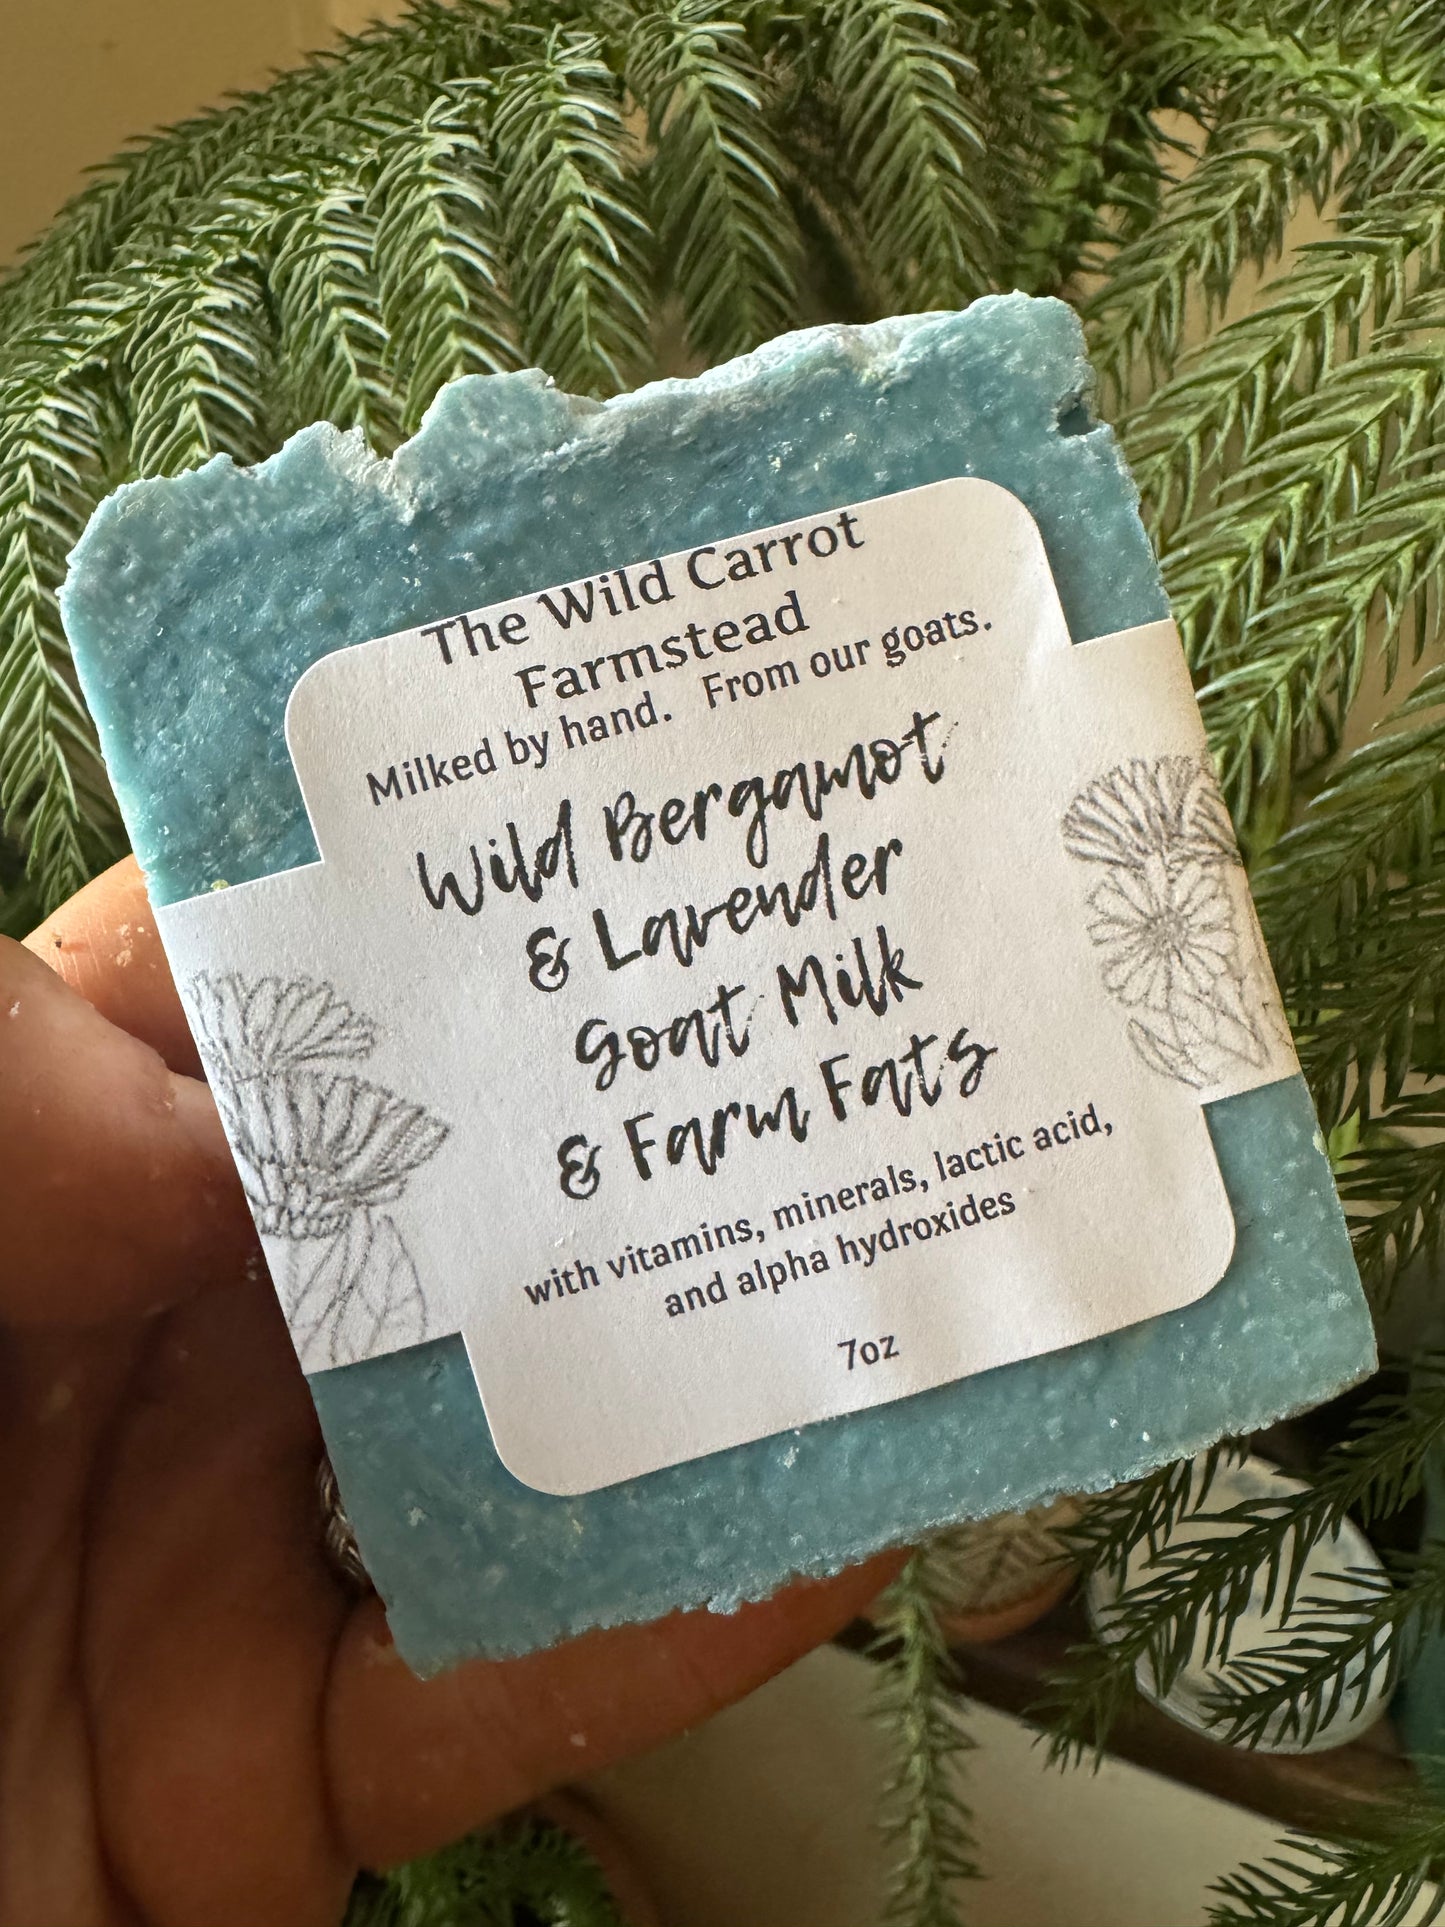 The Wild Carrot
Farmstead
Milked by hand. From our goats.
Wild Bergamot
& Lavender
Goat Milk
& Farm Fats
with vitamins, minerals, lactic acid,
and alpha hydroxides
7oz